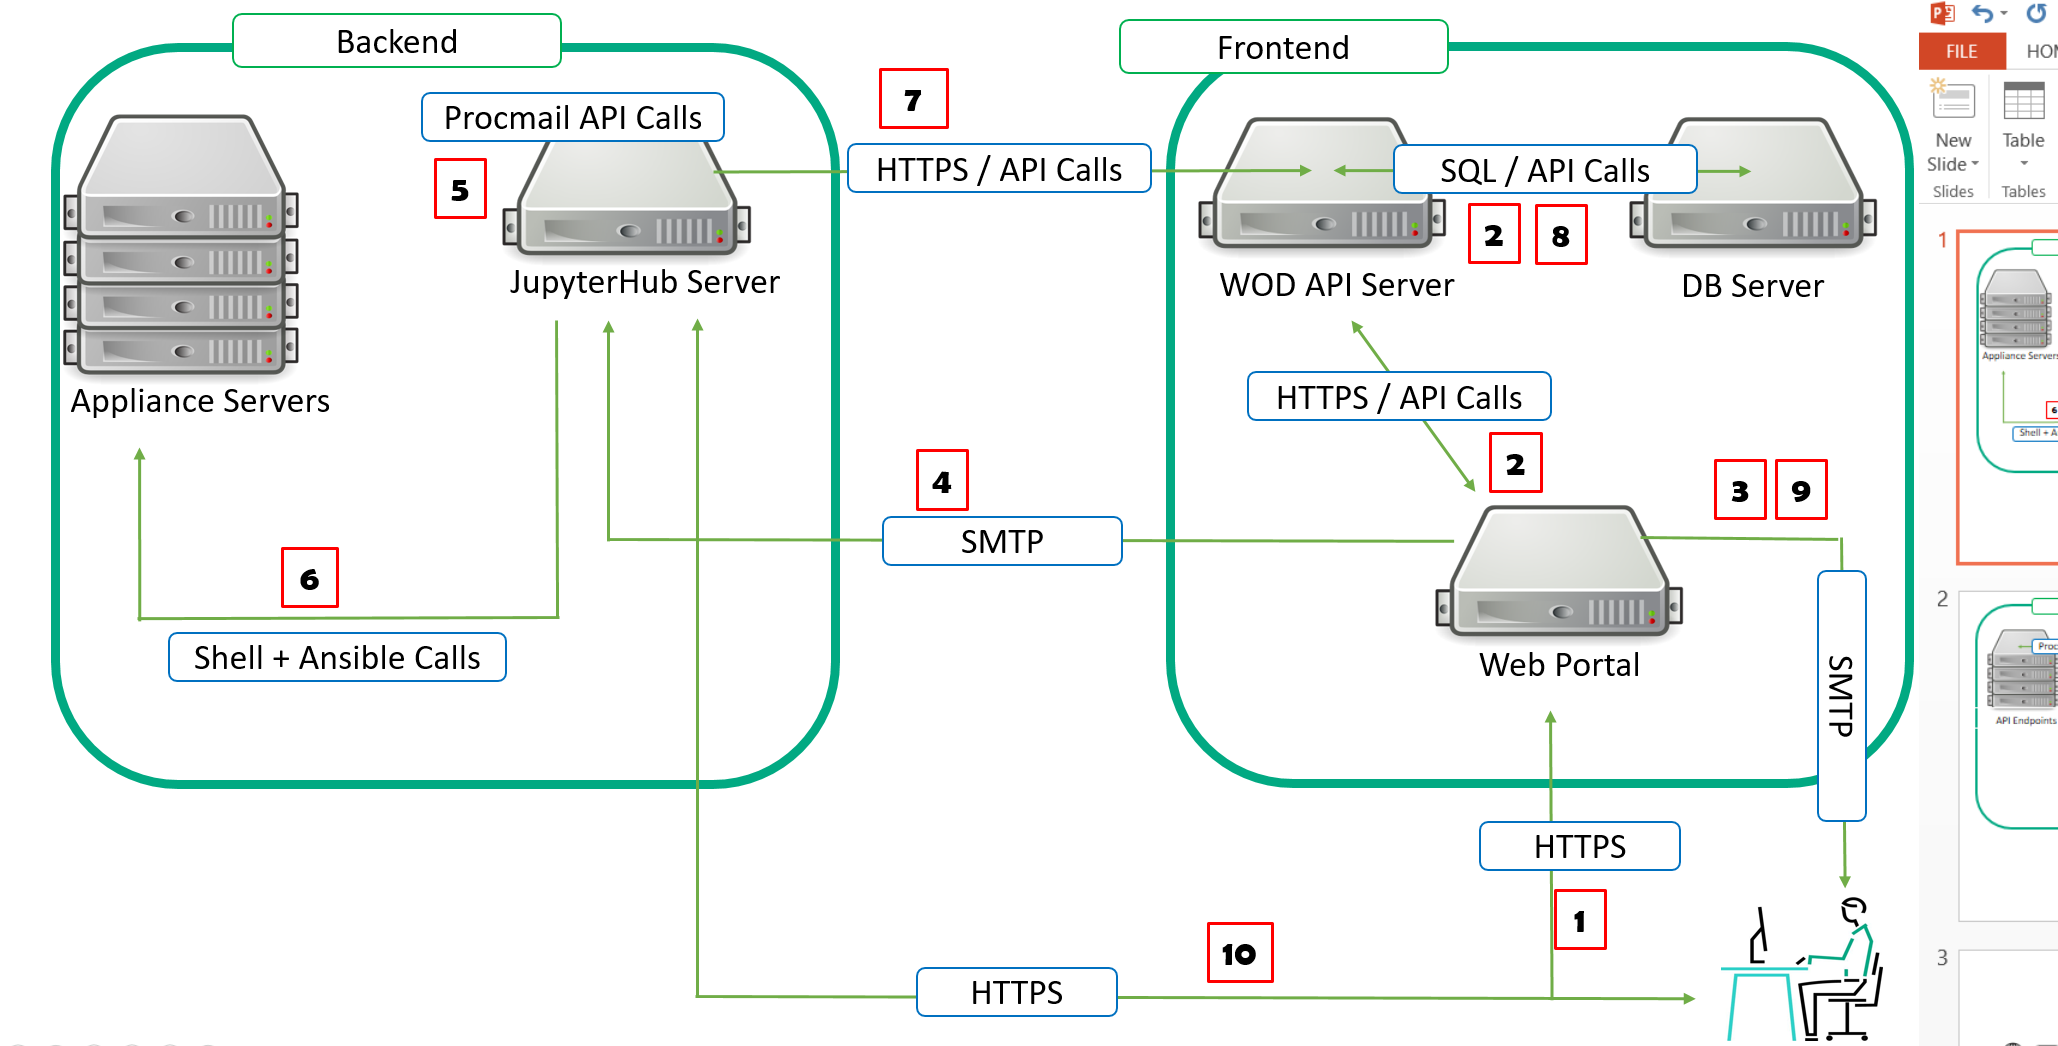 Backend
Frontend
Procmail API Calls
7
5
HTTPS / API Calls
SQL / API Calls
2
8
JupyterHub Server
WOD API Server
DB Server
Appliance Servers
HTTPS / API Calls
2
4
3
9
SMTP
6
Shell + Ansible Calls
Web Portal
SMTP
HTTPS
1
10
HTTPS
FILE
New
Slide
Table
Slides
Tables
1
Appliance Servers
6
Shell + A
2
Proc
API Endpoints
3